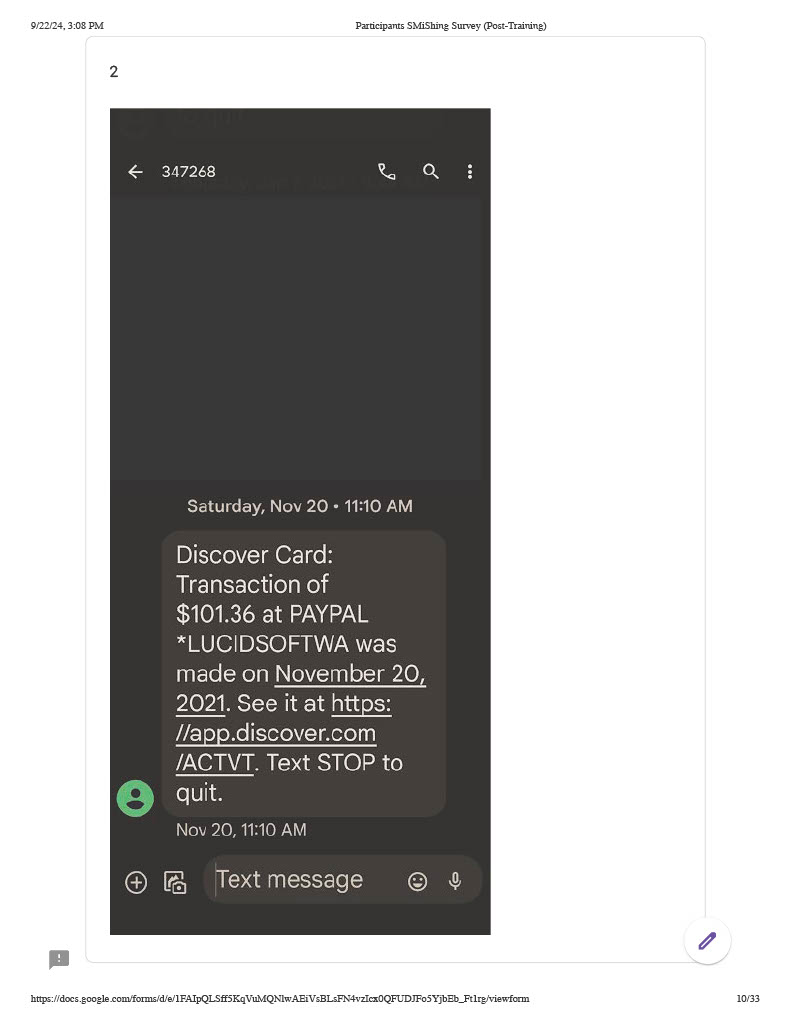 9/22/24, 3:08 PM
Participants SMiShing Survey (Post-Training)
2
347268
Saturday, Nov 20 • 11:10 AM
Discover Card:
Transaction of
$101.36 at PAYPAL
*LUCIDSOFTWA was
made on November 20,
2021. See it at https:
//app.discover.com
/ACTVT. Text STOP to
quit.
Nov 20, 11:10 AM
Text message
https://docs.google.com/forms/d/e/1FAIpQLSff5KqVuMQNlwAEiVsBLsFN4vzIcx0QFUDJFo5YjbEb_Ft1rg/viewform
10/33